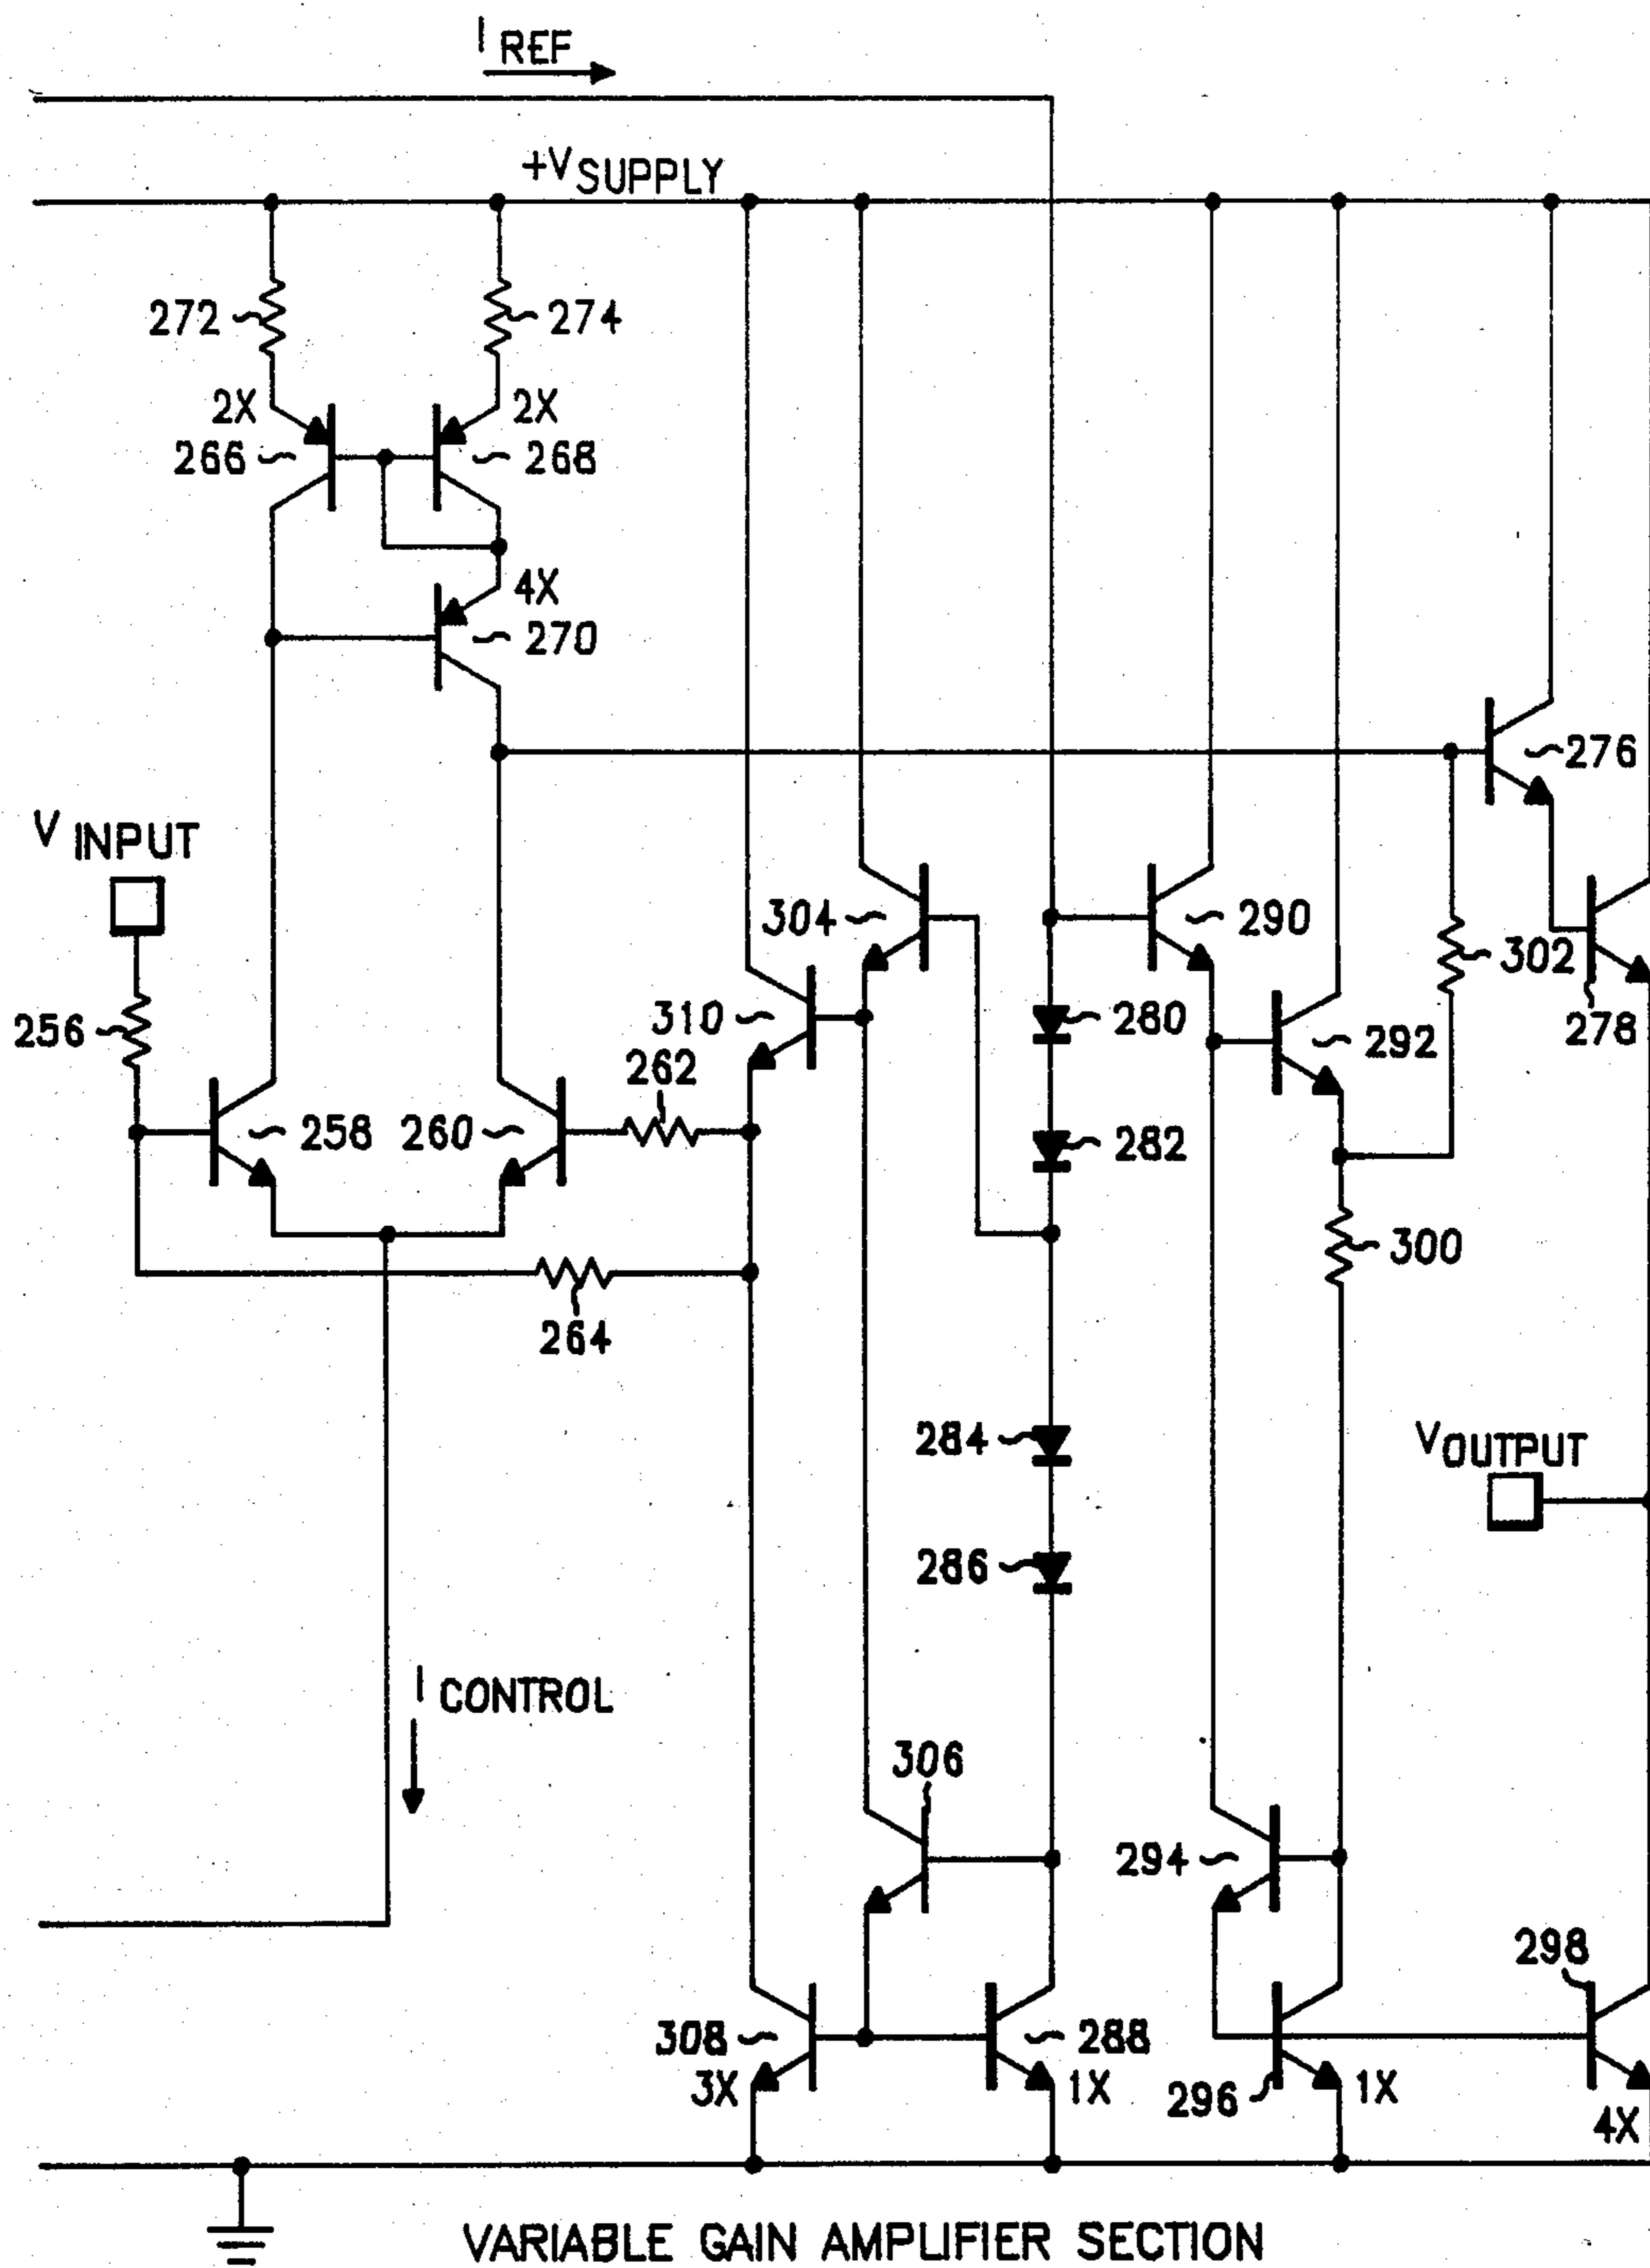 I REF
+VSUPPLY
272
274
2X
2X
266
268
4X
270
276
V INPUT
304
290
302
256
310
280
278
292
262
258
260
282
300
264
284
VOUTPUT
286
I CONTROL
306
294
298
308
288
3X
1X
296
1X
4X
VARIABLE GAIN AMPLIFIER SECTION